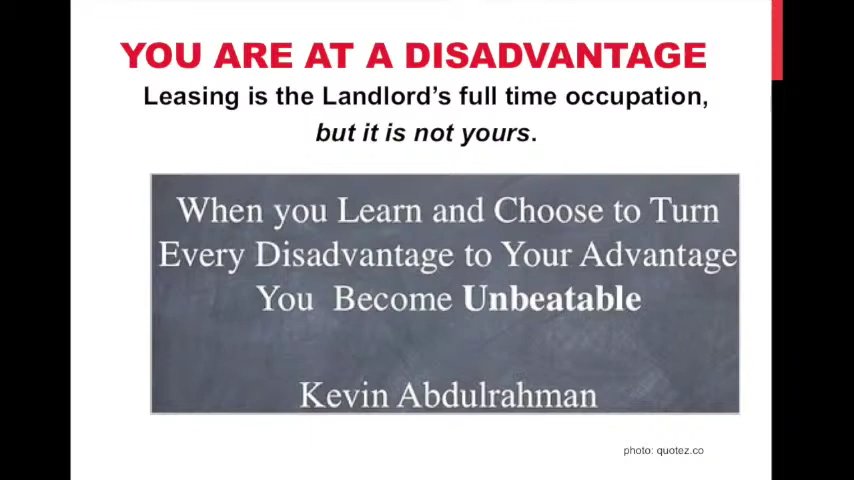 YOU ARE AT A DISADVANTAGE
Leasing is the Landlord’s full time occupation,
but it is not yours.
When you Learn and Choose to Turn
Every Disadvantage to Your Advantage
You Become Unbeatable
Kevin Abdulrahman
photo: quotez.co